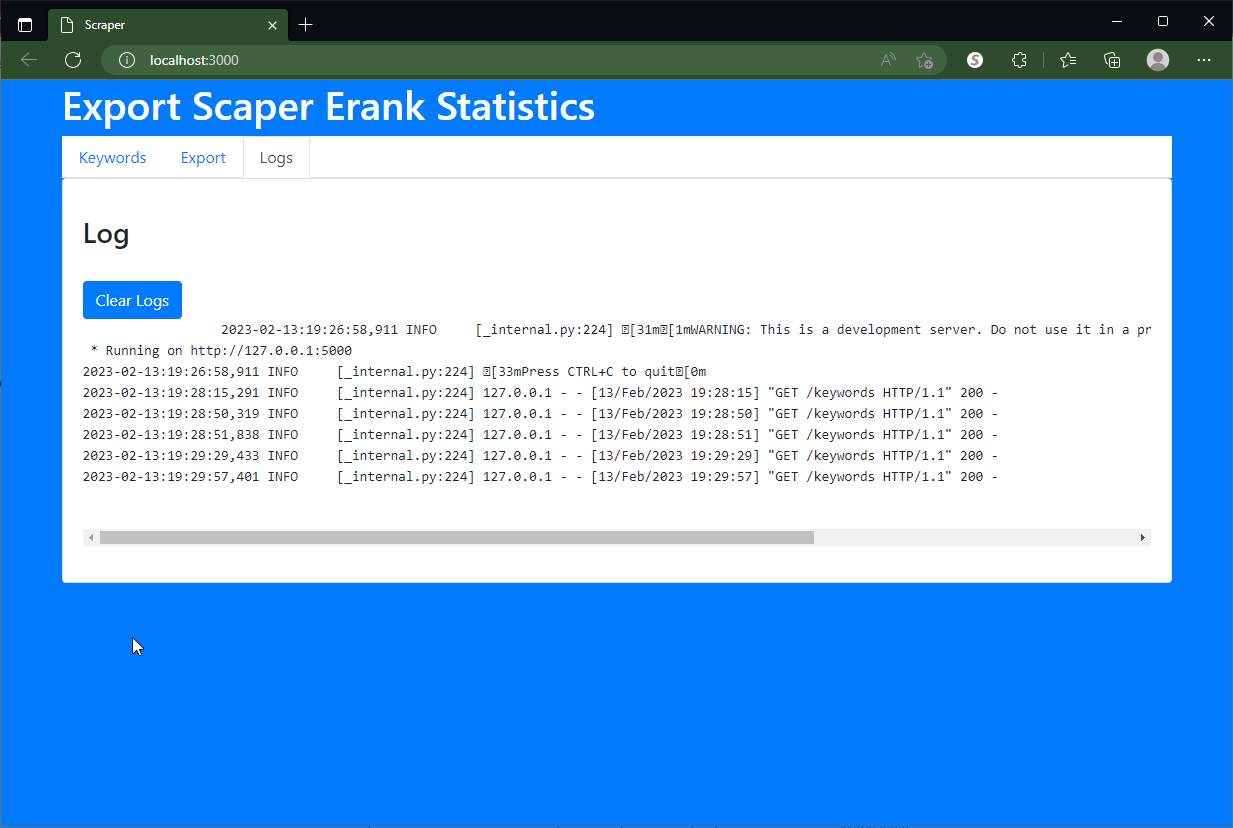 Scraper
localhost:3000
Export Scaper Erank Statistics
Keywords Export Logs
Log
Clear Logs
2023-02-13:19:26:58,911 INFO [_internal.py:224] [31m[1mWARNING: This is a development server. Do not use it in a pr
* Running on http://127.0.0.1:5000
2023-02-13:19:26:58,911 INFO [_internal.py:224] [33mPress CTRL+C to quit[0m
2023-02-13:19:28:15,291 INFO [_internal.py:224] 127.0.0.1 - - [13/Feb/2023 19:28:15] "GET /keywords HTTP/1.1" 200 -
2023-02-13:19:28:50,319 INFO [_internal.py:224] 127.0.0.1 - - [13/Feb/2023 19:28:50] "GET /keywords HTTP/1.1" 200 -
2023-02-13:19:28:51,838 INFO [_internal.py:224] 127.0.0.1 - - [13/Feb/2023 19:28:51] "GET /keywords HTTP/1.1" 200 -
2023-02-13:19:29:29,433 INFO [_internal.py:224] 127.0.0.1 - - [13/Feb/2023 19:29:29] "GET /keywords HTTP/1.1" 200 -
2023-02-13:19:29:57,401 INFO [_internal.py:224] 127.0.0.1 - - [13/Feb/2023 19:29:57] "GET /keywords HTTP/1.1" 200 -